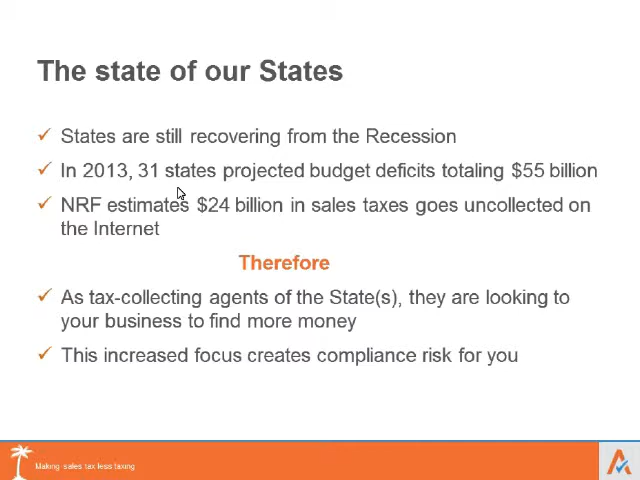 The state of our States
States are still recovering from the Recession
In 2013, 31 states projected budget deficits totaling $55 billion
NRF estimates $24 billion in sales taxes goes uncollected on
the Internet
Therefore
As tax-collecting agents of the State(s), they are looking to
your business to find more money
This increased focus creates compliance risk for you
Making sales tax less taxing